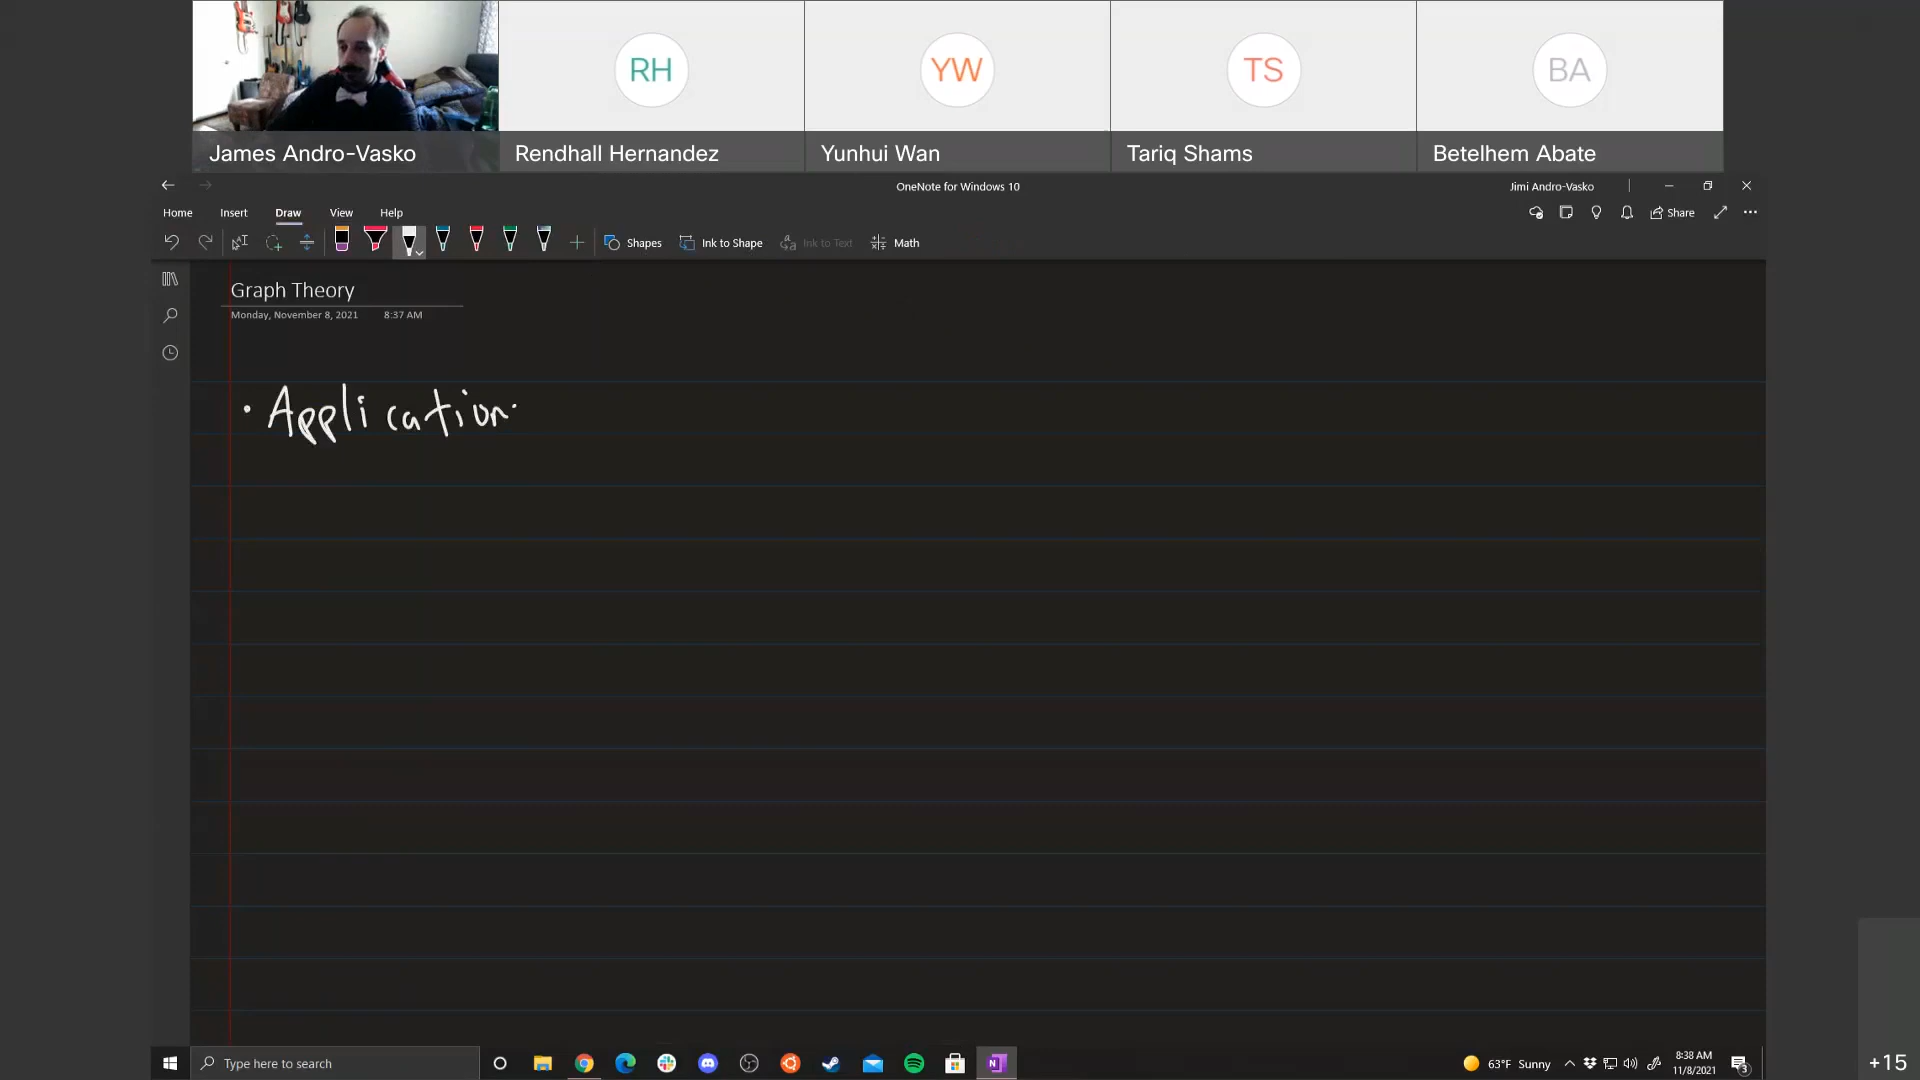 RH
YW
TS
BA
James Andro-Vasko
Rendhall Hernandez
Yunhui Wan
Tariq Shams
Betelhem Abate
OneNote for Windows 10
Jimi Andro-Vasko
Home Insert Draw View Help
Share
Shapes Ink to Shape Ink to Text Math
Graph Theory
Monday, November 8, 2021 8:37 AM
· Application
Type here to search
63°F Sunny
8:38 AM
11/8/2021
3
+15